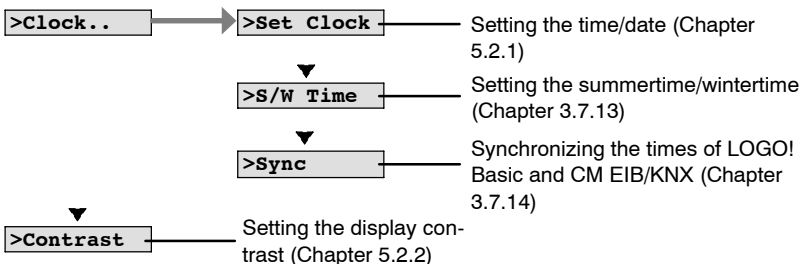 >Clock..
>Set Clock
Setting the time/date (Chapter
5.2.1)
>S/W Time
Setting the summertime/wintertime
(Chapter 3.7.13)
>Sync
Synchronizing the times of LOGO!
Basic and CM EIB/KNX (Chapter
3.7.14)
>Contrast
Setting the display con-
trast (Chapter 5.2.2)